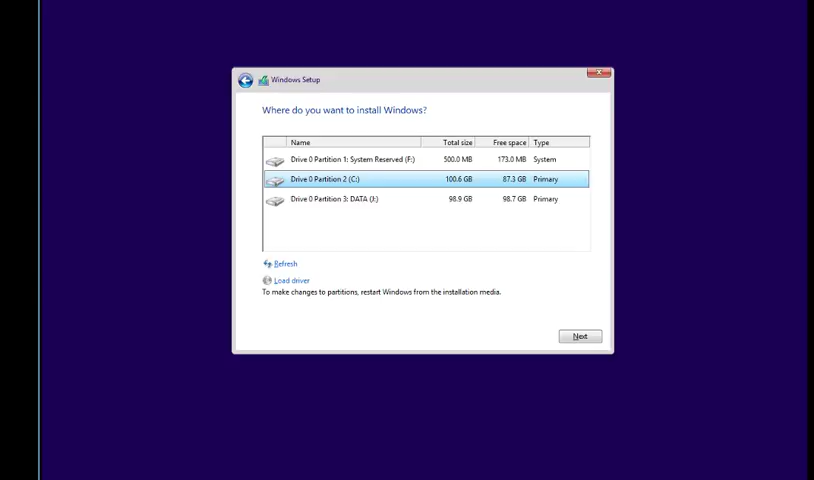 Windows Setup
Where do you want to install Windows?
Name Total size Free space Type
Drive 0 Partition 1: System Reserved (F:) 500.0 MB 173.0 MB System
Drive 0 Partition 2 (C:) 100.6 GB 87.3 GB Primary
Drive 0 Partition 3: DATA (J:) 98.9 GB 98.7 GB Primary
Refresh
Load driver
To make changes to partitions, restart Windows from the installation media.
Next